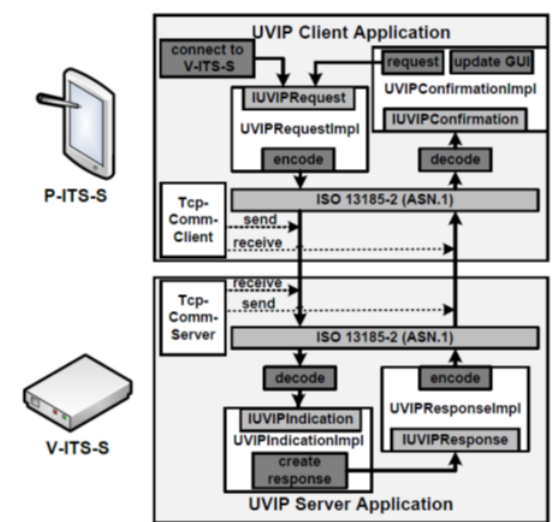 UVIP Client Application
connect to
V-ITS-S
request
update GUI
UVIPConfirmationImpl
IUVIPRequest
UVIPRequestImpl
IUVIPConfirmation
encode
decode
P-ITS-S
ISO 13185-2 (ASN.1)
Tcp-
Comm-
Client
send
receive
receive
send
Tcp-
Comm-
Server
ISO 13185-2 (ASN.1)
decode
encode
IUVIPIndication
UVIPIndicationImpl
UVIPResponseImpl
IUVIPResponse
create
response
V-ITS-S
UVIP Server Application